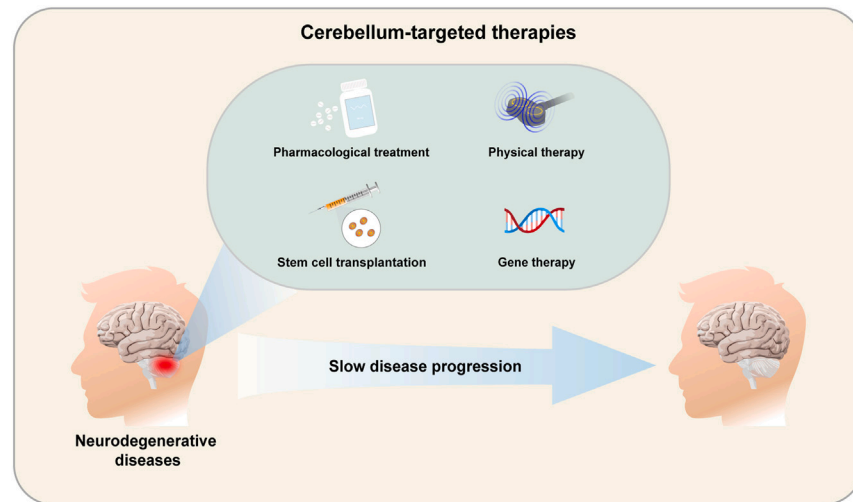 Cerebellum-targeted therapies
Pharmacological treatment
Physical therapy
Stem cell transplantation
Gene therapy
Slow disease progression
Neurodegenerative
diseases